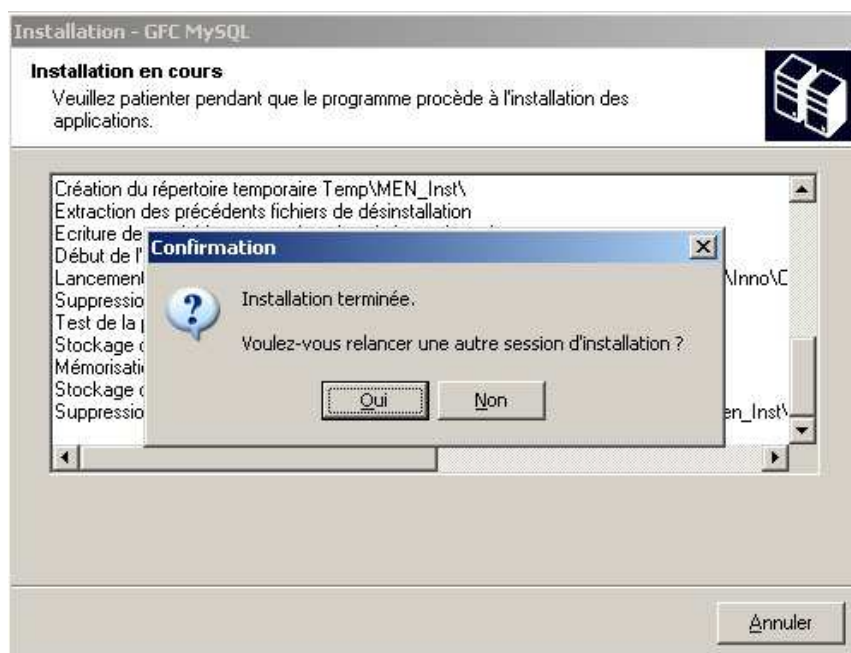 Installation - GFC MySQL
Installation en cours
Veuillez patienter pendant que le programme procède à l'installation des
applications.
Création du répertoire temporaire Temp\MEN_Inst\
Extraction des précédents fichiers de désinstallation
Ecriture de
Début de l'
Lancement \Inno\C
Suppressio
Test de la
Stockage
Mémorisati
Stockage
Suppressio en_Inst\
Confirmation
Installation terminée.
Voulez-vous relancer une autre session d'installation ?
Oui Non
Annuler